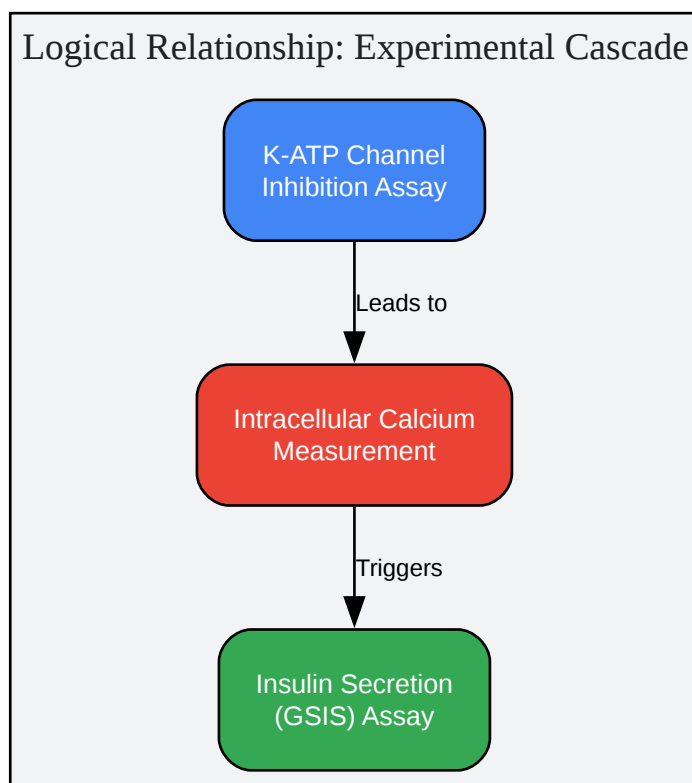 Logical Relationship: Experimental Cascade
K-ATP Channel
Inhibition Assay
Leads to
Intracellular Calcium
Measurement
Triggers
Insulin Secretion
(GSIS) Assay